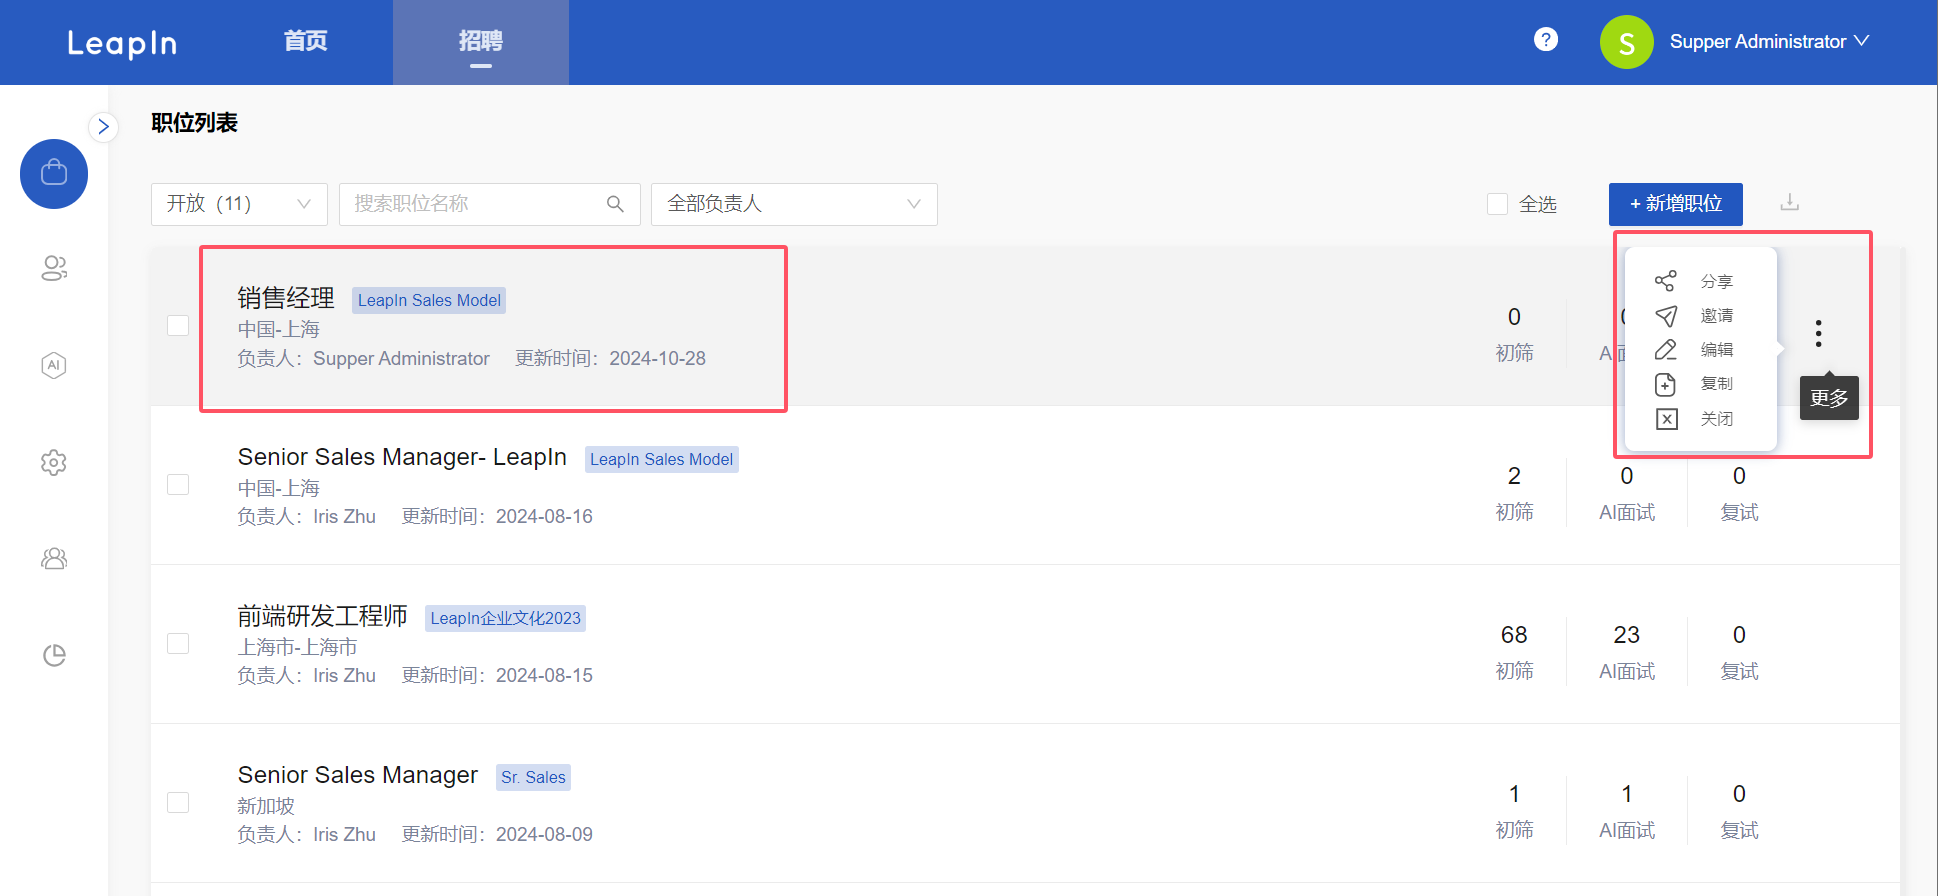 LeapIn
首页
招聘
?
S
Supper Administrator
职位列表
开放（11）
搜索职位名称
全部负责人
全选
+ 新增职位
销售经理 LeapIn Sales Model
中国-上海
负责人：Supper Administrator 更新时间：2024-10-28
0
初筛
分享
邀请
编辑
复制
关闭
更多
Senior Sales Manager- LeapIn LeapIn Sales Model
中国-上海
负责人：Iris Zhu 更新时间：2024-08-16
2 0 0
初筛 AI面试 复试
前端研发工程师 LeapIn企业文化2023
上海市-上海市
负责人：Iris Zhu 更新时间：2024-08-15
68 23 0
初筛 AI面试 复试
Senior Sales Manager Sr. Sales
新加坡
负责人：Iris Zhu 更新时间：2024-08-09
1 1 0
初筛 AI面试 复试
AI